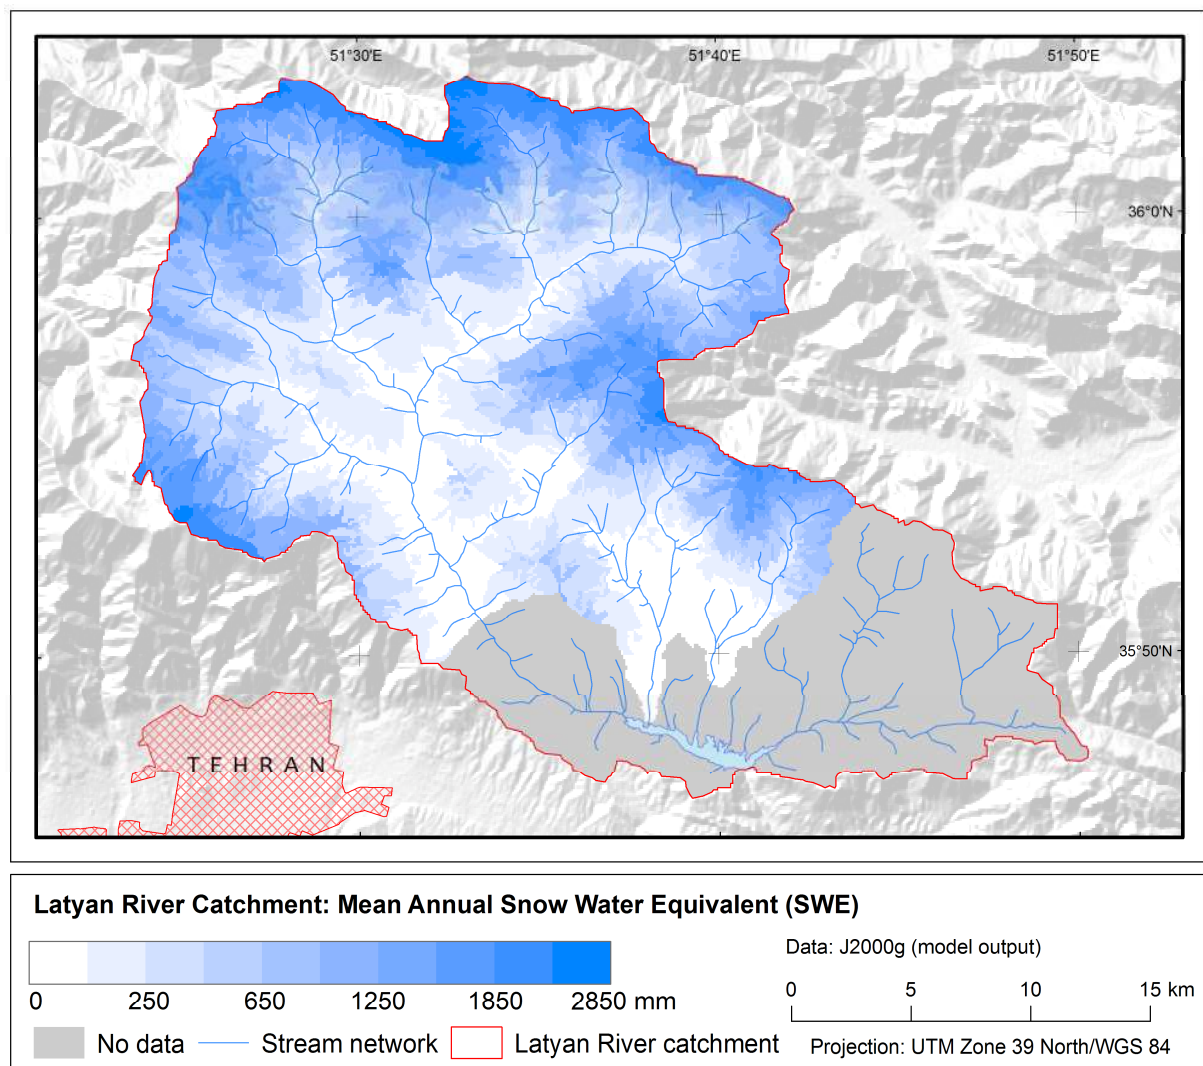 51°30'E 51°40'E 51°50'E
36°0'N
35°50'N
TEHRAN
Latyan River Catchment: Mean Annual Snow Water Equivalent (SWE)
0 250 650 1250 1850 2850 mm
No data Stream network Latyan River catchment
Data: J2000g (model output)
0 5 10 15 km
Projection: UTM Zone 39 North/WGS 84